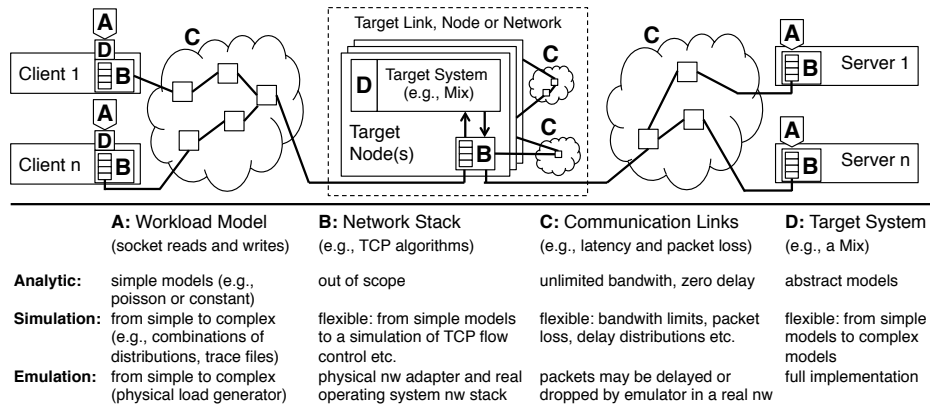 Target Link, Node or Network
A
D
Client 1
B
C
D
Target System
(e.g., Mix)
C
C
A
B
Server 1
A
D
Client n
B
Target
Node(s)
B
C
A
B
Server n
A: Workload Model
(socket reads and writes)
B: Network Stack
(e.g., TCP algorithms)
C: Communication Links
(e.g., latency and packet loss)
D: Target System
(e.g., a Mix)
Analytic:
simple models (e.g.,
poisson or constant)
out of scope
unlimited bandwith, zero delay
abstract models
Simulation:
from simple to complex
(e.g., combinations of
distributions, trace files)
flexible: from simple models
to a simulation of TCP flow
control etc.
flexible: bandwith limits, packet
loss, delay distributions etc.
flexible: from simple
models to complex
models
Emulation:
from simple to complex
(physical load generator)
physical nw adapter and real
operating system nw stack
packets may be delayed or
dropped by emulator in a real nw
full implementation